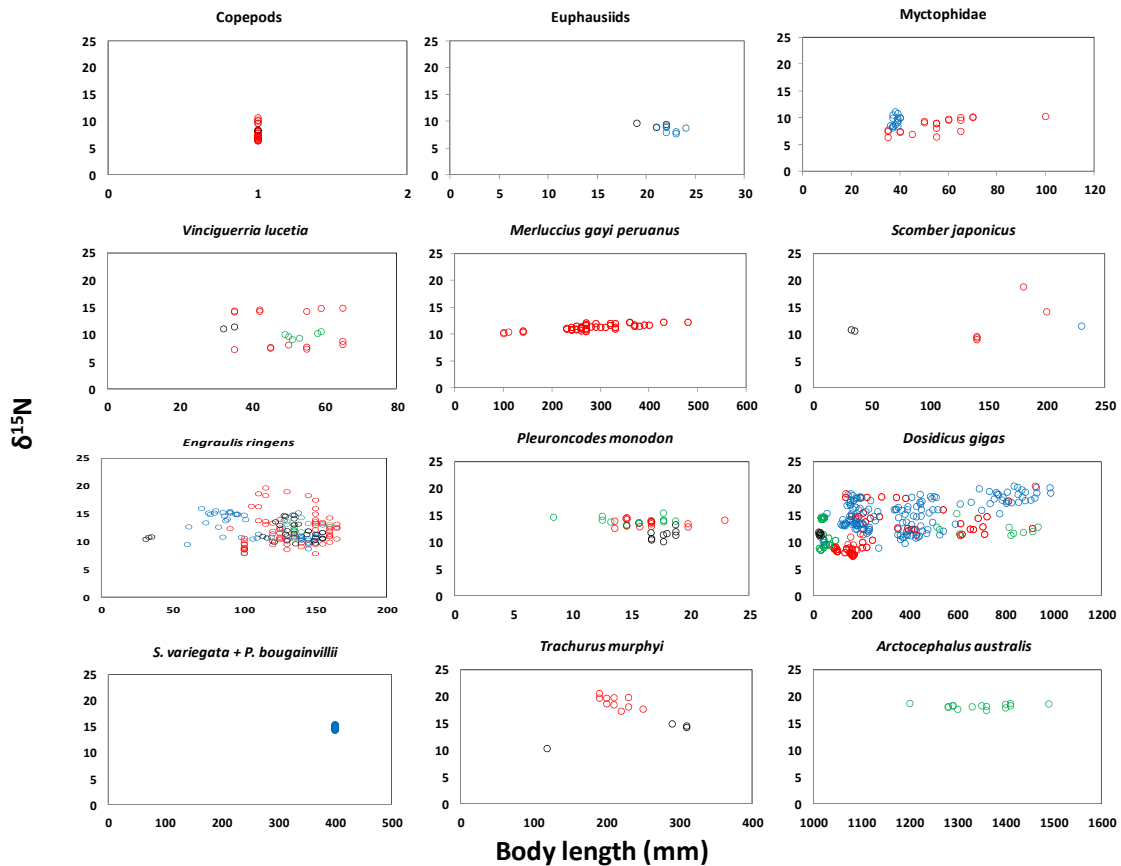 Copepods
25
20
15
10
5
0
0 1 2
Euphausiids
25
20
15
10
5
0
0 5 10 15 20 25 30
Myctophidae
25
20
15
10
5
0
0 20 40 60 80 100 120
Vinciguerria lucetia
25
20
15
10
5
0
0 20 40 60 80
Merluccius gayi peruanus
25
20
15
10
5
0
0 100 200 300 400 500 600
Scomber japonicus
25
20
15
10
5
0
0 50 100 150 200 250
δ15N
Engraulis ringens
25
20
15
10
5
0
0 50 100 150 200
Pleuroncodes monodon
25
20
15
10
5
0
0 5 10 15 20 25
Dosidicus gigas
25
20
15
10
5
0
0 200 400 600 800 1000 1200
S. variegata + P. bougainvillii
25
20
15
10
5
0
0 100 200 300 400 500
Trachurus murphyi
25
20
15
10
5
0
0 100 200 300 400
Arctocephalus australis
25
20
15
10
5
0
1000 1100 1200 1300 1400 1500 1600
Body length (mm)